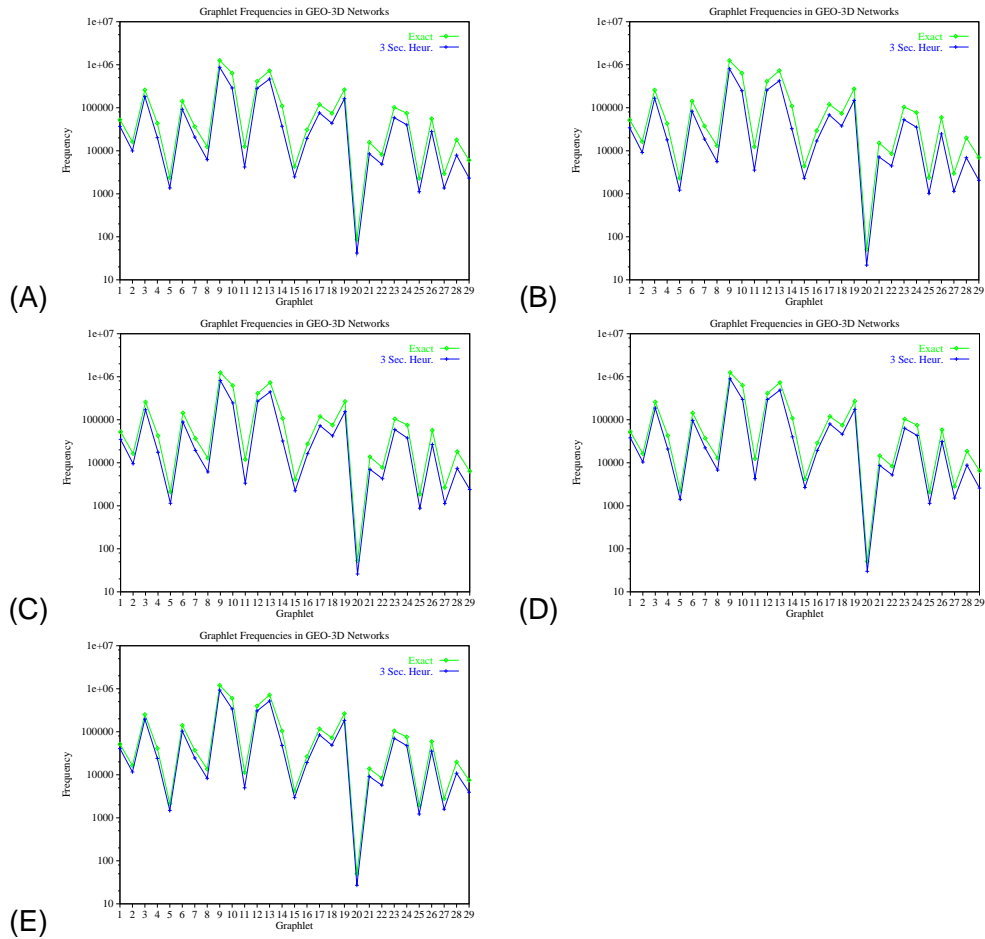 Graphlet Frequencies in GEO-3D Networks
1e+07
1e+06
100000
10000
1000
100
10
Frequency
Exact
3 Sec. Heur.
1 2 3 4 5 6 7 8 9 10 11 12 13 14 15 16 17 18 19 20 21 22 23 24 25 26 27 28 29
Graphlet
(A)
Graphlet Frequencies in GEO-3D Networks
1e+07
1e+06
100000
10000
1000
100
10
Frequency
Exact
3 Sec. Heur.
1 2 3 4 5 6 7 8 9 10 11 12 13 14 15 16 17 18 19 20 21 22 23 24 25 26 27 28 29
Graphlet
(B)
Graphlet Frequencies in GEO-3D Networks
1e+07
1e+06
100000
10000
1000
100
10
Frequency
Exact
3 Sec. Heur.
1 2 3 4 5 6 7 8 9 10 11 12 13 14 15 16 17 18 19 20 21 22 23 24 25 26 27 28 29
Graphlet
(C)
Graphlet Frequencies in GEO-3D Networks
1e+07
1e+06
100000
10000
1000
100
10
Frequency
Exact
3 Sec. Heur.
1 2 3 4 5 6 7 8 9 10 11 12 13 14 15 16 17 18 19 20 21 22 23 24 25 26 27 28 29
Graphlet
(D)
Graphlet Frequencies in GEO-3D Networks
1e+07
1e+06
100000
10000
1000
100
10
Frequency
Exact
3 Sec. Heur.
1 2 3 4 5 6 7 8 9 10 11 12 13 14 15 16 17 18 19 20 21 22 23 24 25 26 27 28 29
Graphlet
(E)